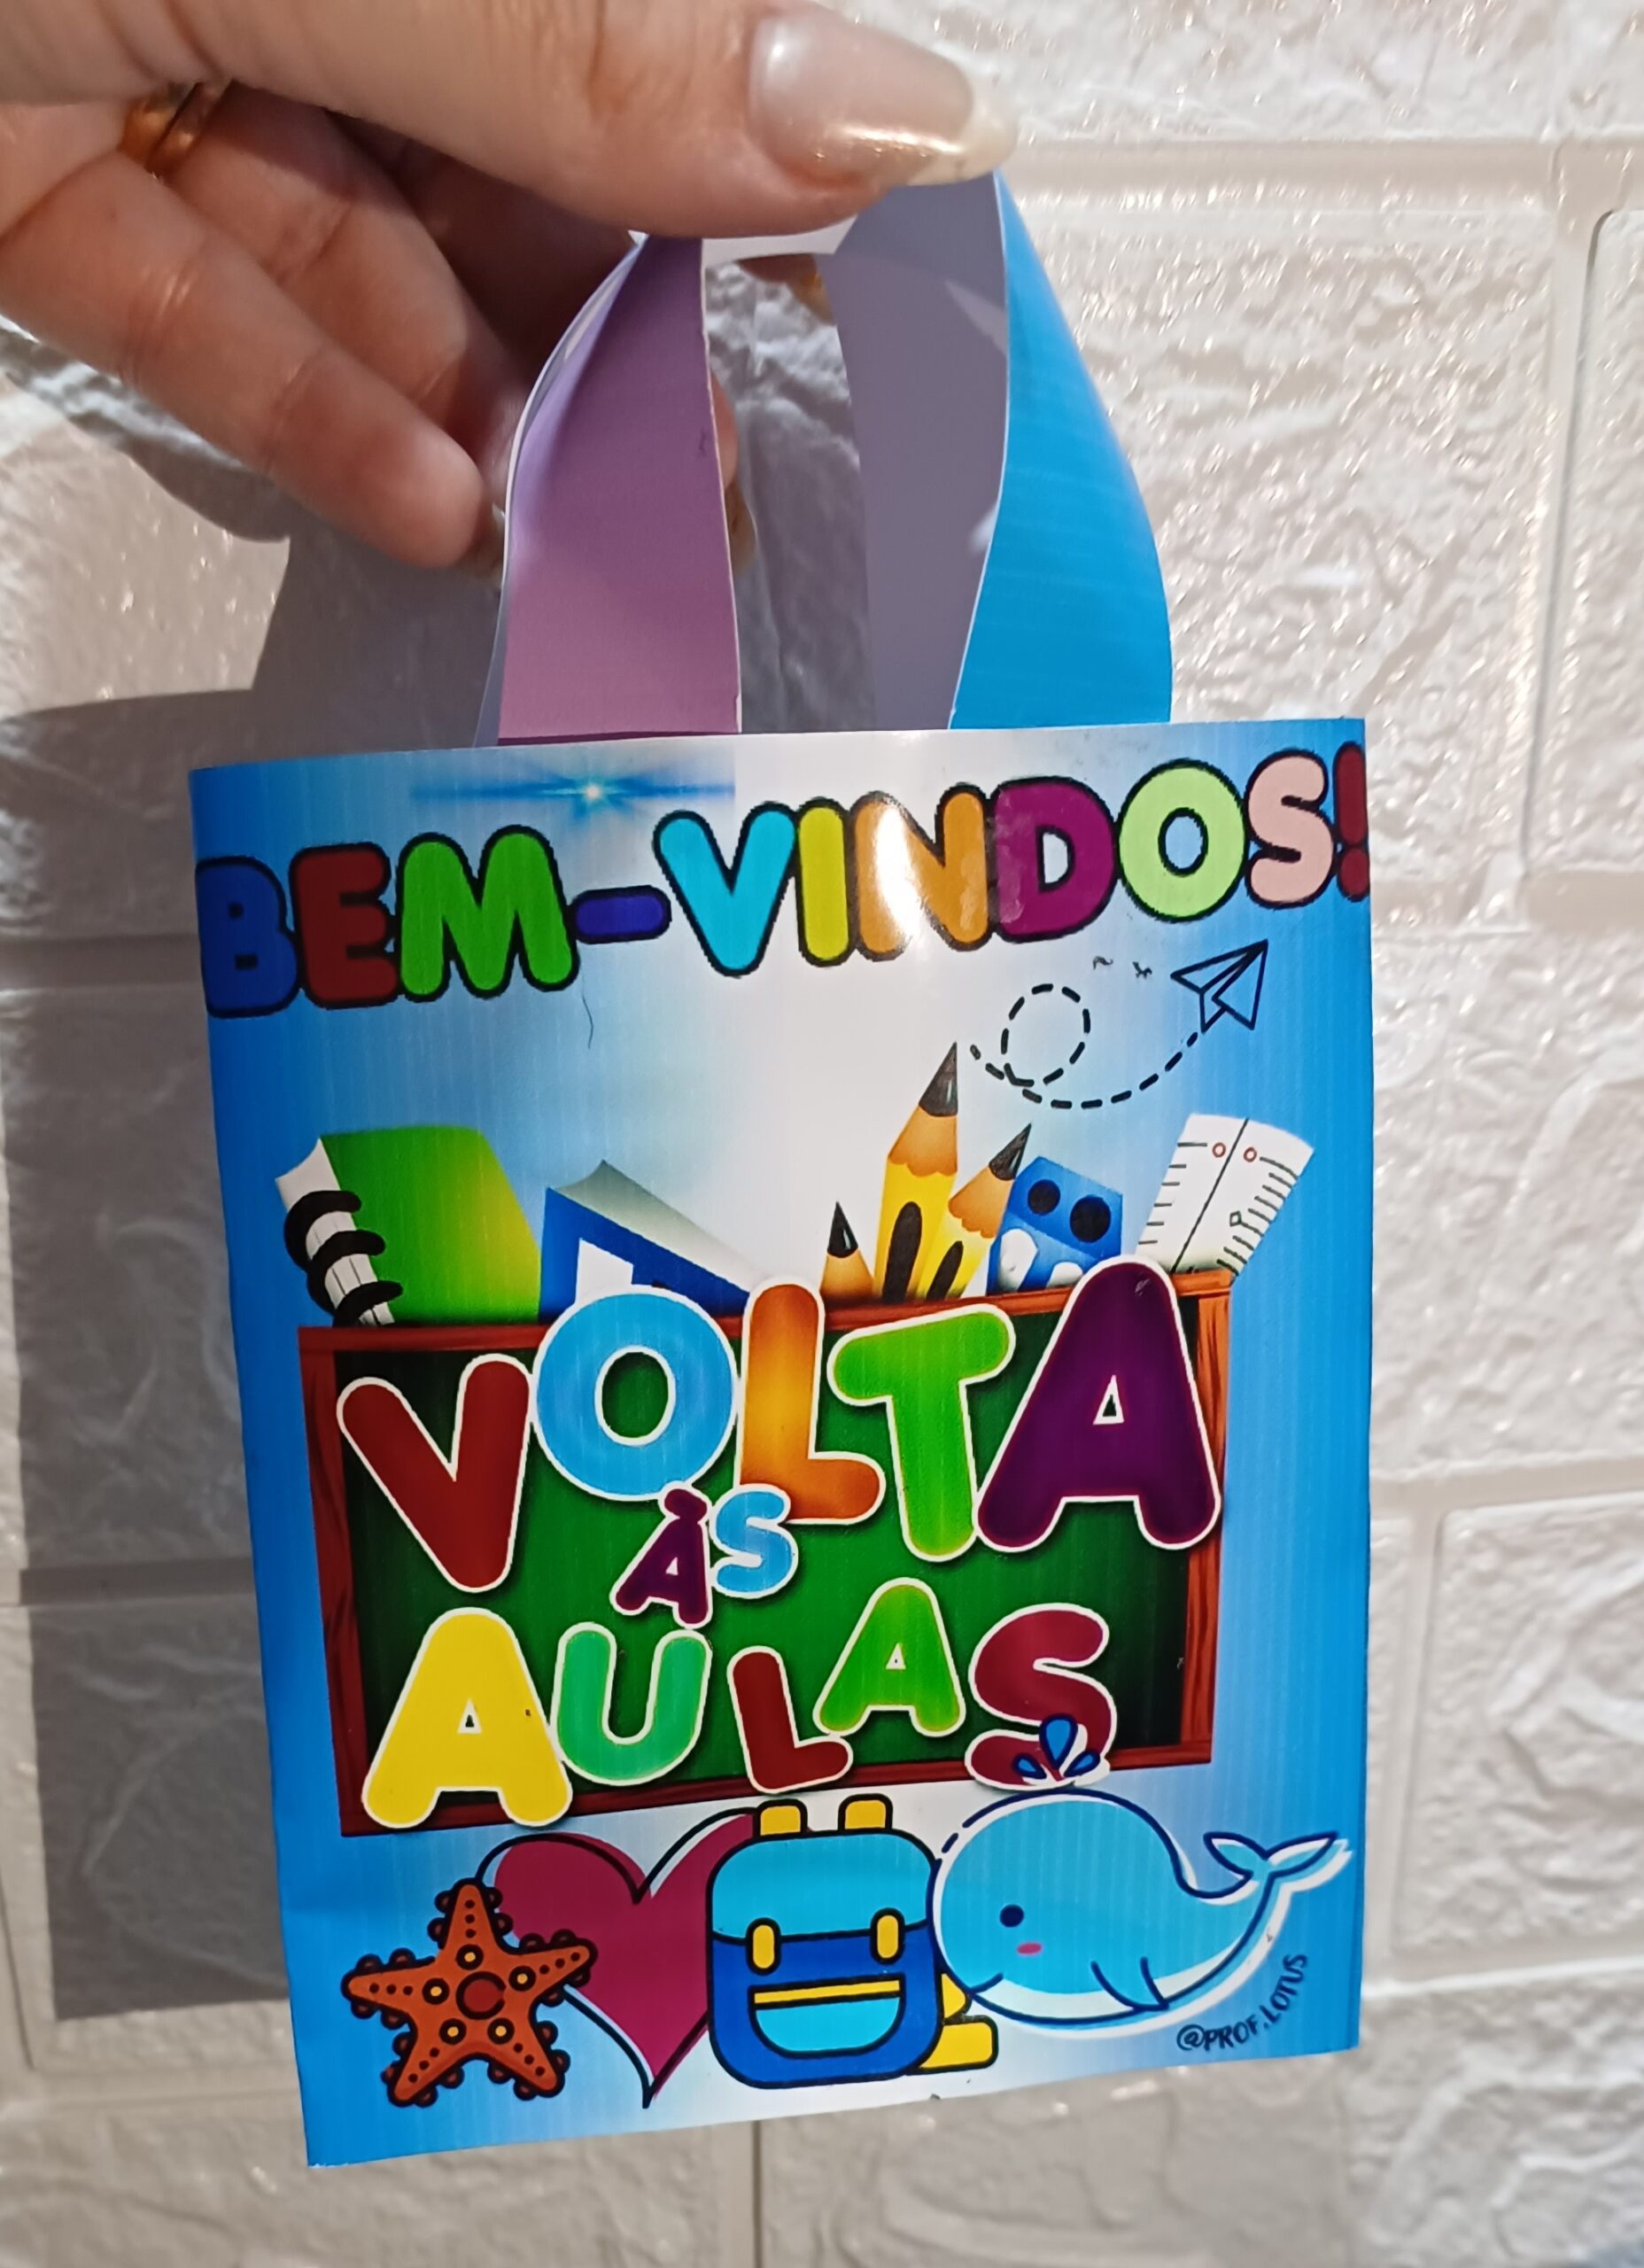 BEM-VINDOS!
VOLTA
ÀS
AULAS
@PROF.LOTUS